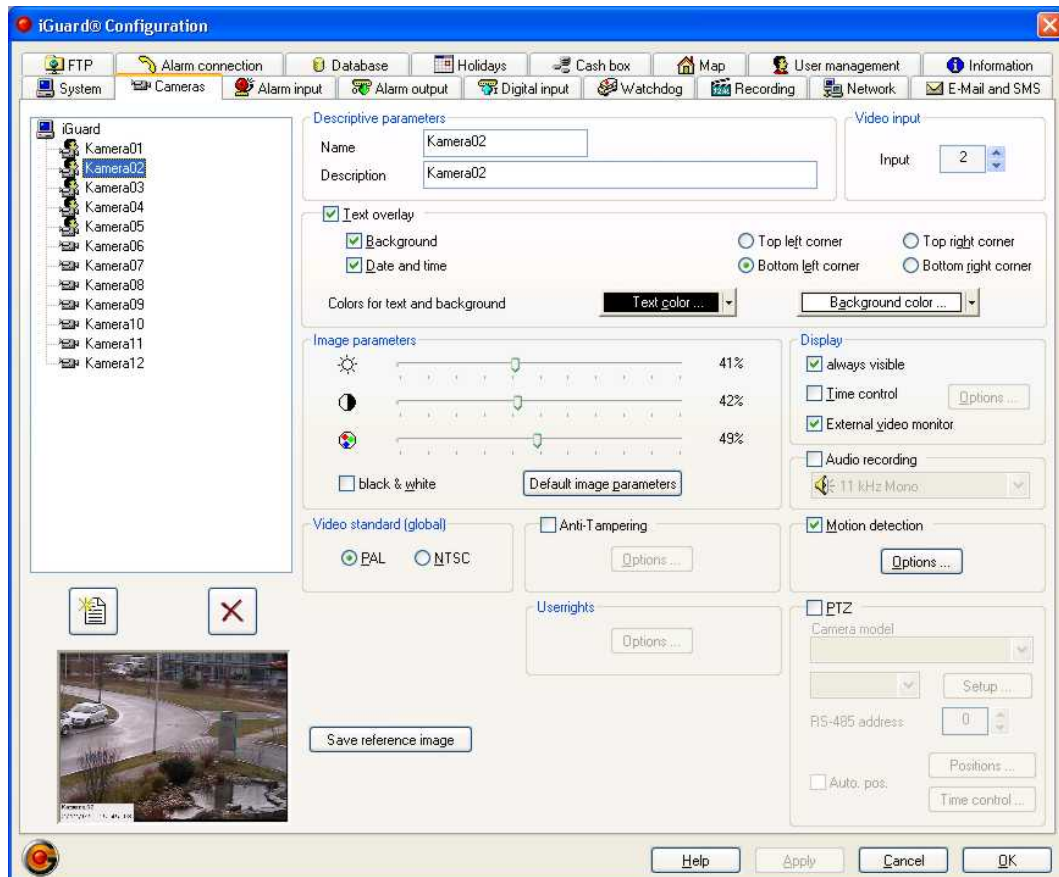 iGuard® Configuration
FTP Alarm connection Database Holidays Cash box Map User management Information
System Cameras Alarm input Alarm output Digital input Watchdog Recording Network E-Mail and SMS
iGuard
Kamera01
Kamera02
Kamera03
Kamera04
Kamera05
Kamera06
Kamera07
Kamera08
Kamera09
Kamera10
Kamera11
Kamera12
Descriptive parameters
Name Kamera02
Description Kamera02
Video input
Input 2
Text overlay
Background
Date and time
Top left corner Top right corner
Bottom left corner Bottom right corner
Colors for text and background Text color ... Background color ...
Image parameters
41%
42%
49%
black & white Default image parameters
Display
always visible
Time control Options ...
External video monitor
Audio recording
11 kHz Mono
Video standard (global)
PAL NTSC
Anti-Tampering
Options ...
Motion detection
Options ...
Userrights
Options ...
PTZ
Camera model
Setup ...
RS-485 address 0
Positions ...
Auto. pos.
Time control ...
Save reference image
Help Apply Cancel OK